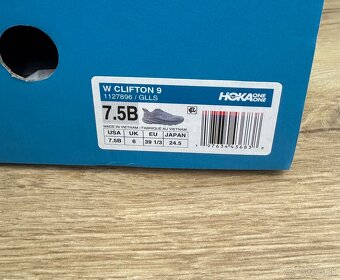 W CLIFTON 9
1127896 / GLLS
7.5B
HOKA ONE ONE
MADE IN VIETNAM / FABRIQUÉ AU VIETNAM
USA UK EU JAPAN
7.5B 6 39 1/3 24.5